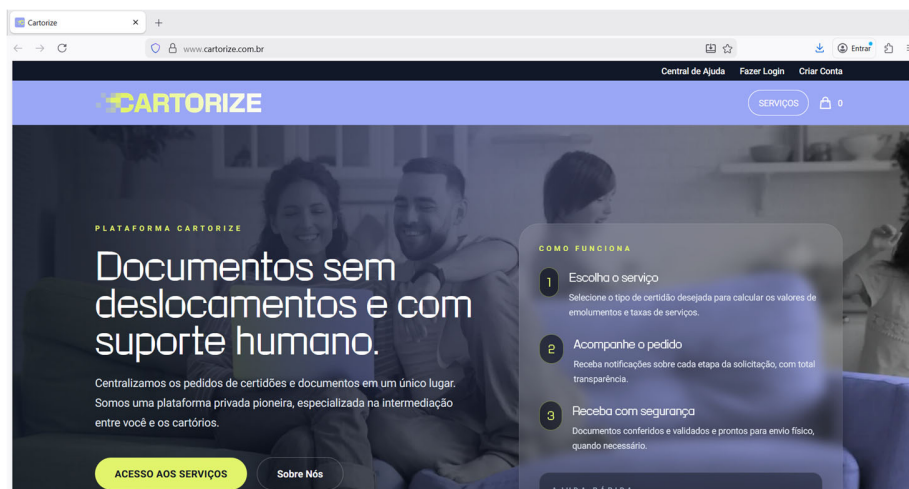 Cartorize
www.cartorize.com.br
Entrar
Central de Ajuda Fazer Login Criar Conta
CARTORIZE
SERVIÇOS 0
PLATAFORMA CARTORIZE
Documentos sem
deslocamentos e com
suporte humano.
Centralizamos os pedidos de certidões e documentos em um único lugar.
Somos uma plataforma privada pioneira, especializada na intermediação
entre você e os cartórios.
ACESSO AOS SERVIÇOS Sobre Nós
COMO FUNCIONA
1 Escolha o serviço
Selecione o tipo de certidão desejada para calcular os valores de
emolumentos e taxas de serviços.
2 Acompanhe o pedido
Receba notificações sobre cada etapa da solicitação, com total
transparência.
3 Receba com segurança
Documentos conferidos e validados e prontos para envio físico,
quando necessário.